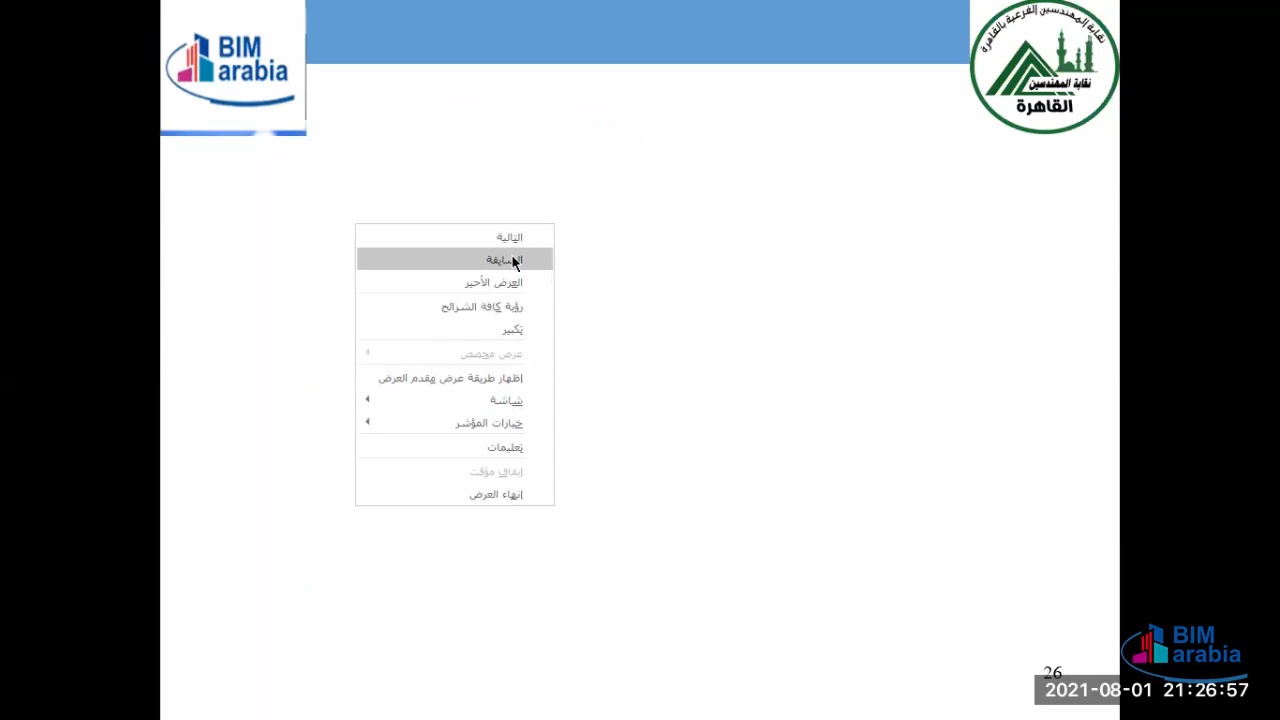 BIM
arabia
نقابة المهندسين الفرعية بالقاهرة
نقابة المهندسين
القاهرة
التالية
السابقة
العرض الأخير
رؤية كافة الشرائح
تكبير
عرض مخصص
إظهار طريقة عرض مقدم العرض
شاشة
خيارات المؤشر
تعليمات
إيقاف مؤقت
إنهاء العرض
BIM
arabia
26
2021-08-01 21:26:57